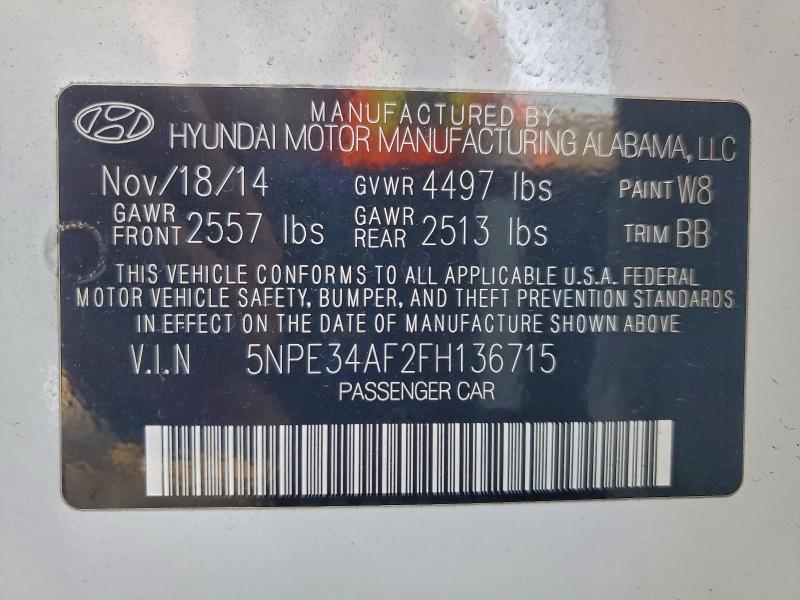 MANUFACTURED BY
HYUNDAI MOTOR MANUFACTURING ALABAMA, LLC
Nov/18/14 GVWR 4497 lbs PAINT W8
GAWR FRONT 2557 lbs GAWR REAR 2513 lbs TRIM BB
THIS VEHICLE CONFORMS TO ALL APPLICABLE U.S.A. FEDERAL
MOTOR VEHICLE SAFETY, BUMPER, AND THEFT PREVENTION STANDARDS
IN EFFECT ON THE DATE OF MANUFACTURE SHOWN ABOVE
V.I.N 5NPE34AF2FH136715
PASSENGER CAR